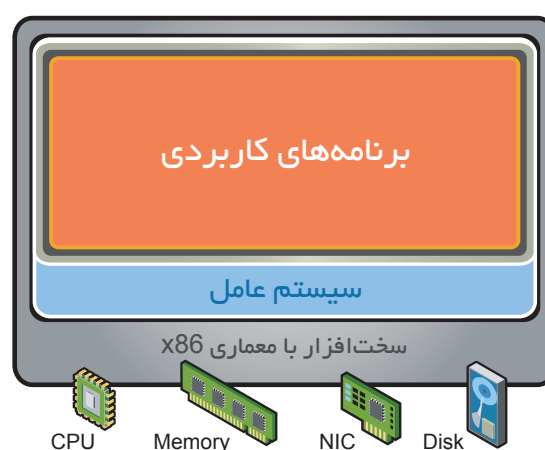 برنامه‌های کاربردی
سیستم عامل
سخت‌افزار با معماری x86
CPU Memory NIC Disk